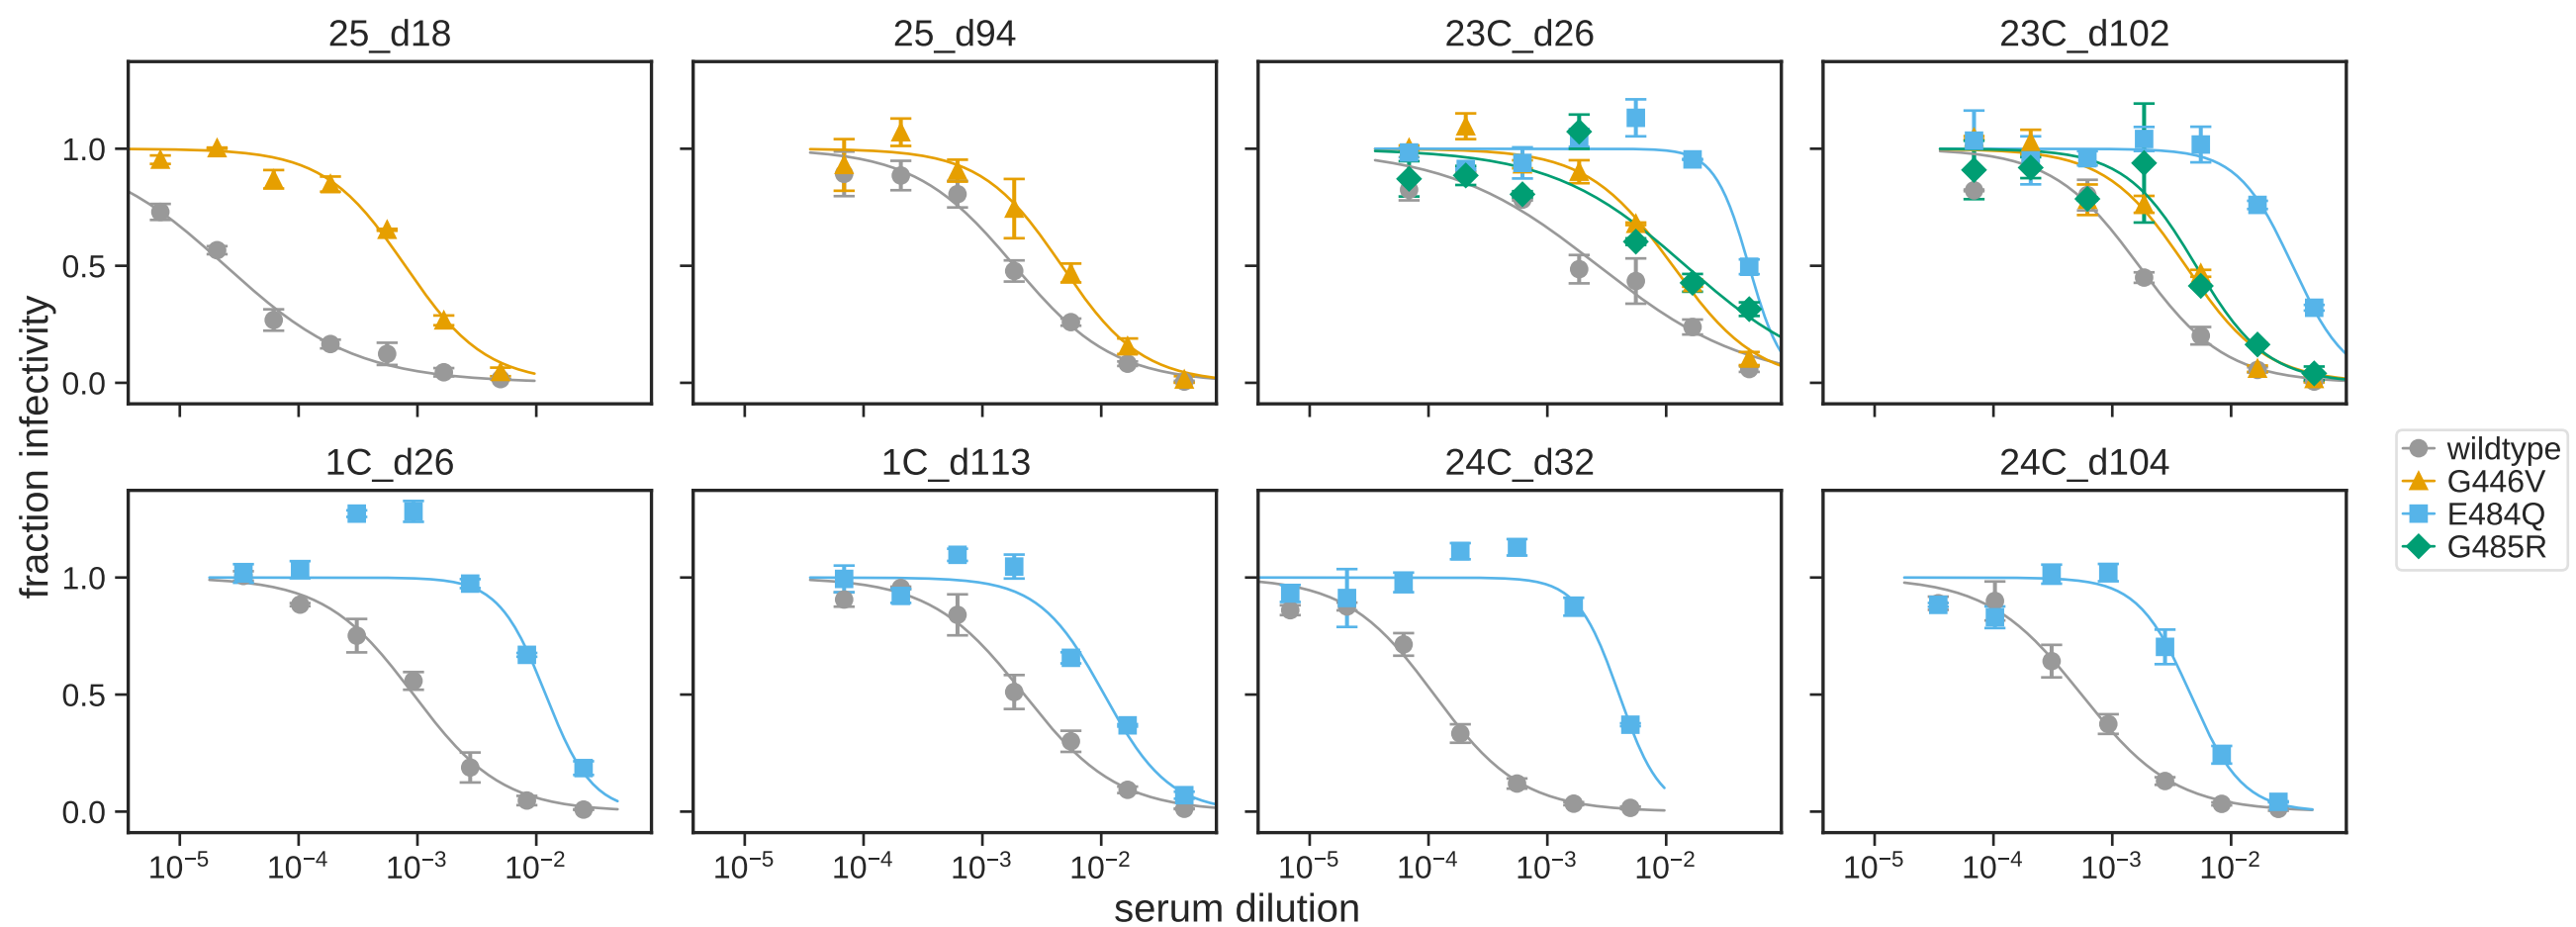 25_d18
25_d94
23C_d26
23C_d102
1.0
0.5
0.0
fraction infectivity
1C_d26
1C_d113
24C_d32
24C_d104
1.0
0.5
0.0
10⁻⁵ 10⁻⁴ 10⁻³ 10⁻²
10⁻⁵ 10⁻⁴ 10⁻³ 10⁻²
10⁻⁵ 10⁻⁴ 10⁻³ 10⁻²
10⁻⁵ 10⁻⁴ 10⁻³ 10⁻²
serum dilution
wildtype
G446V
E484Q
G485R